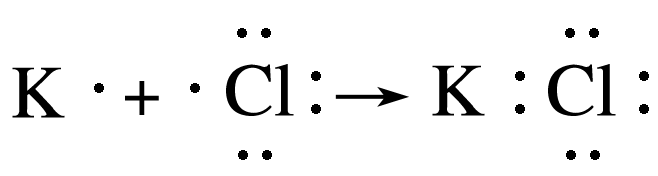 K · + · Cl : → K : Cl :